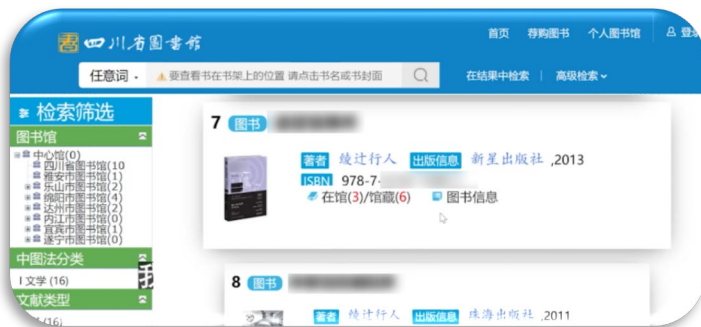 四川省图书馆
首页 荐购图书 个人图书馆 登录
任意词 要查看书在书架上的位置 请点击书名或书封面 在结果中检索 高级检索
检索筛选
图书馆
中心馆(0)
四川省图书馆(10
雅安市图书馆(1)
乐山市图书馆(2)
绵阳市图书馆(4)
达州市图书馆(2)
内江市图书馆(0)
宜宾市图书馆(1)
遂宁市图书馆(0)
中图法分类
I 文学 (16)
文献类型
(16)
7 图书
著者 绫辻行人 出版信息 新星出版社 ,2013
ISBN 978-7-
在馆(3)/馆藏(6) 图书信息
8 图书
著者 绫辻行人 出版信息 珠海出版社 ,2011